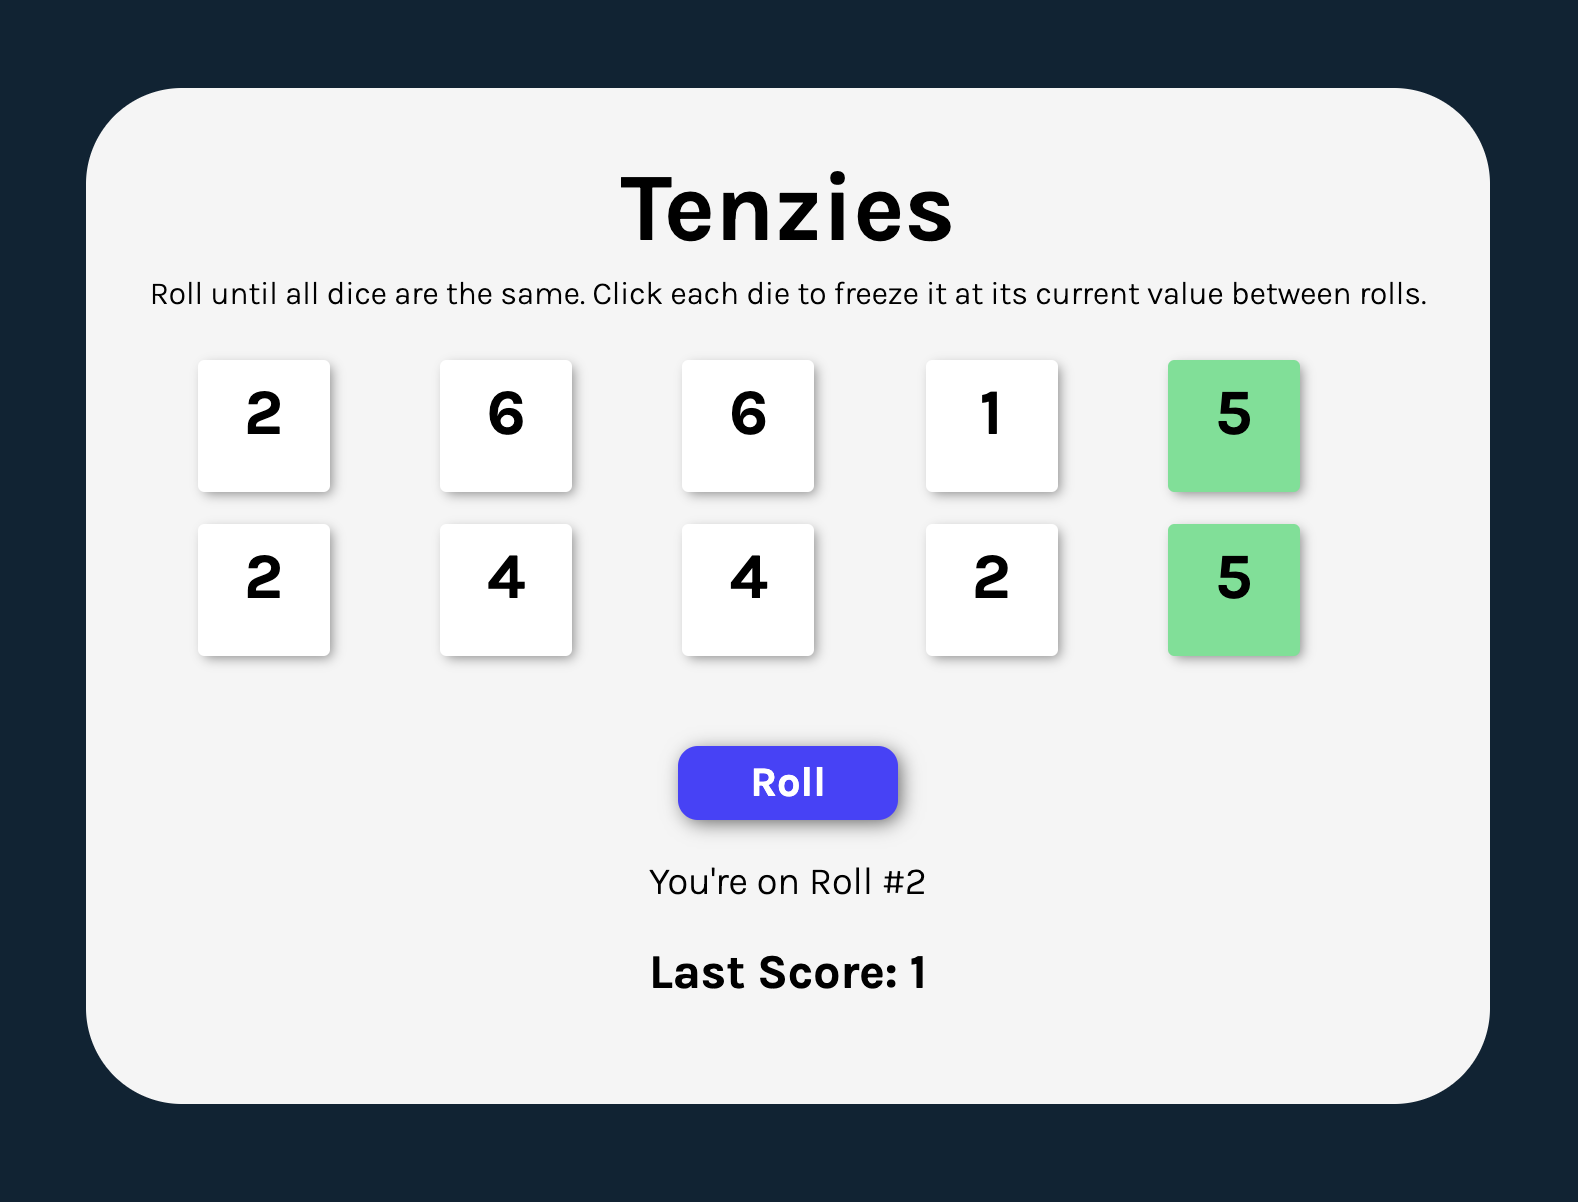 Tenzies
Roll until all dice are the same. Click each die to freeze it at its current value between rolls.
2 6 6 1 5
2 4 4 2 5
Roll
You're on Roll #2
Last Score: 1